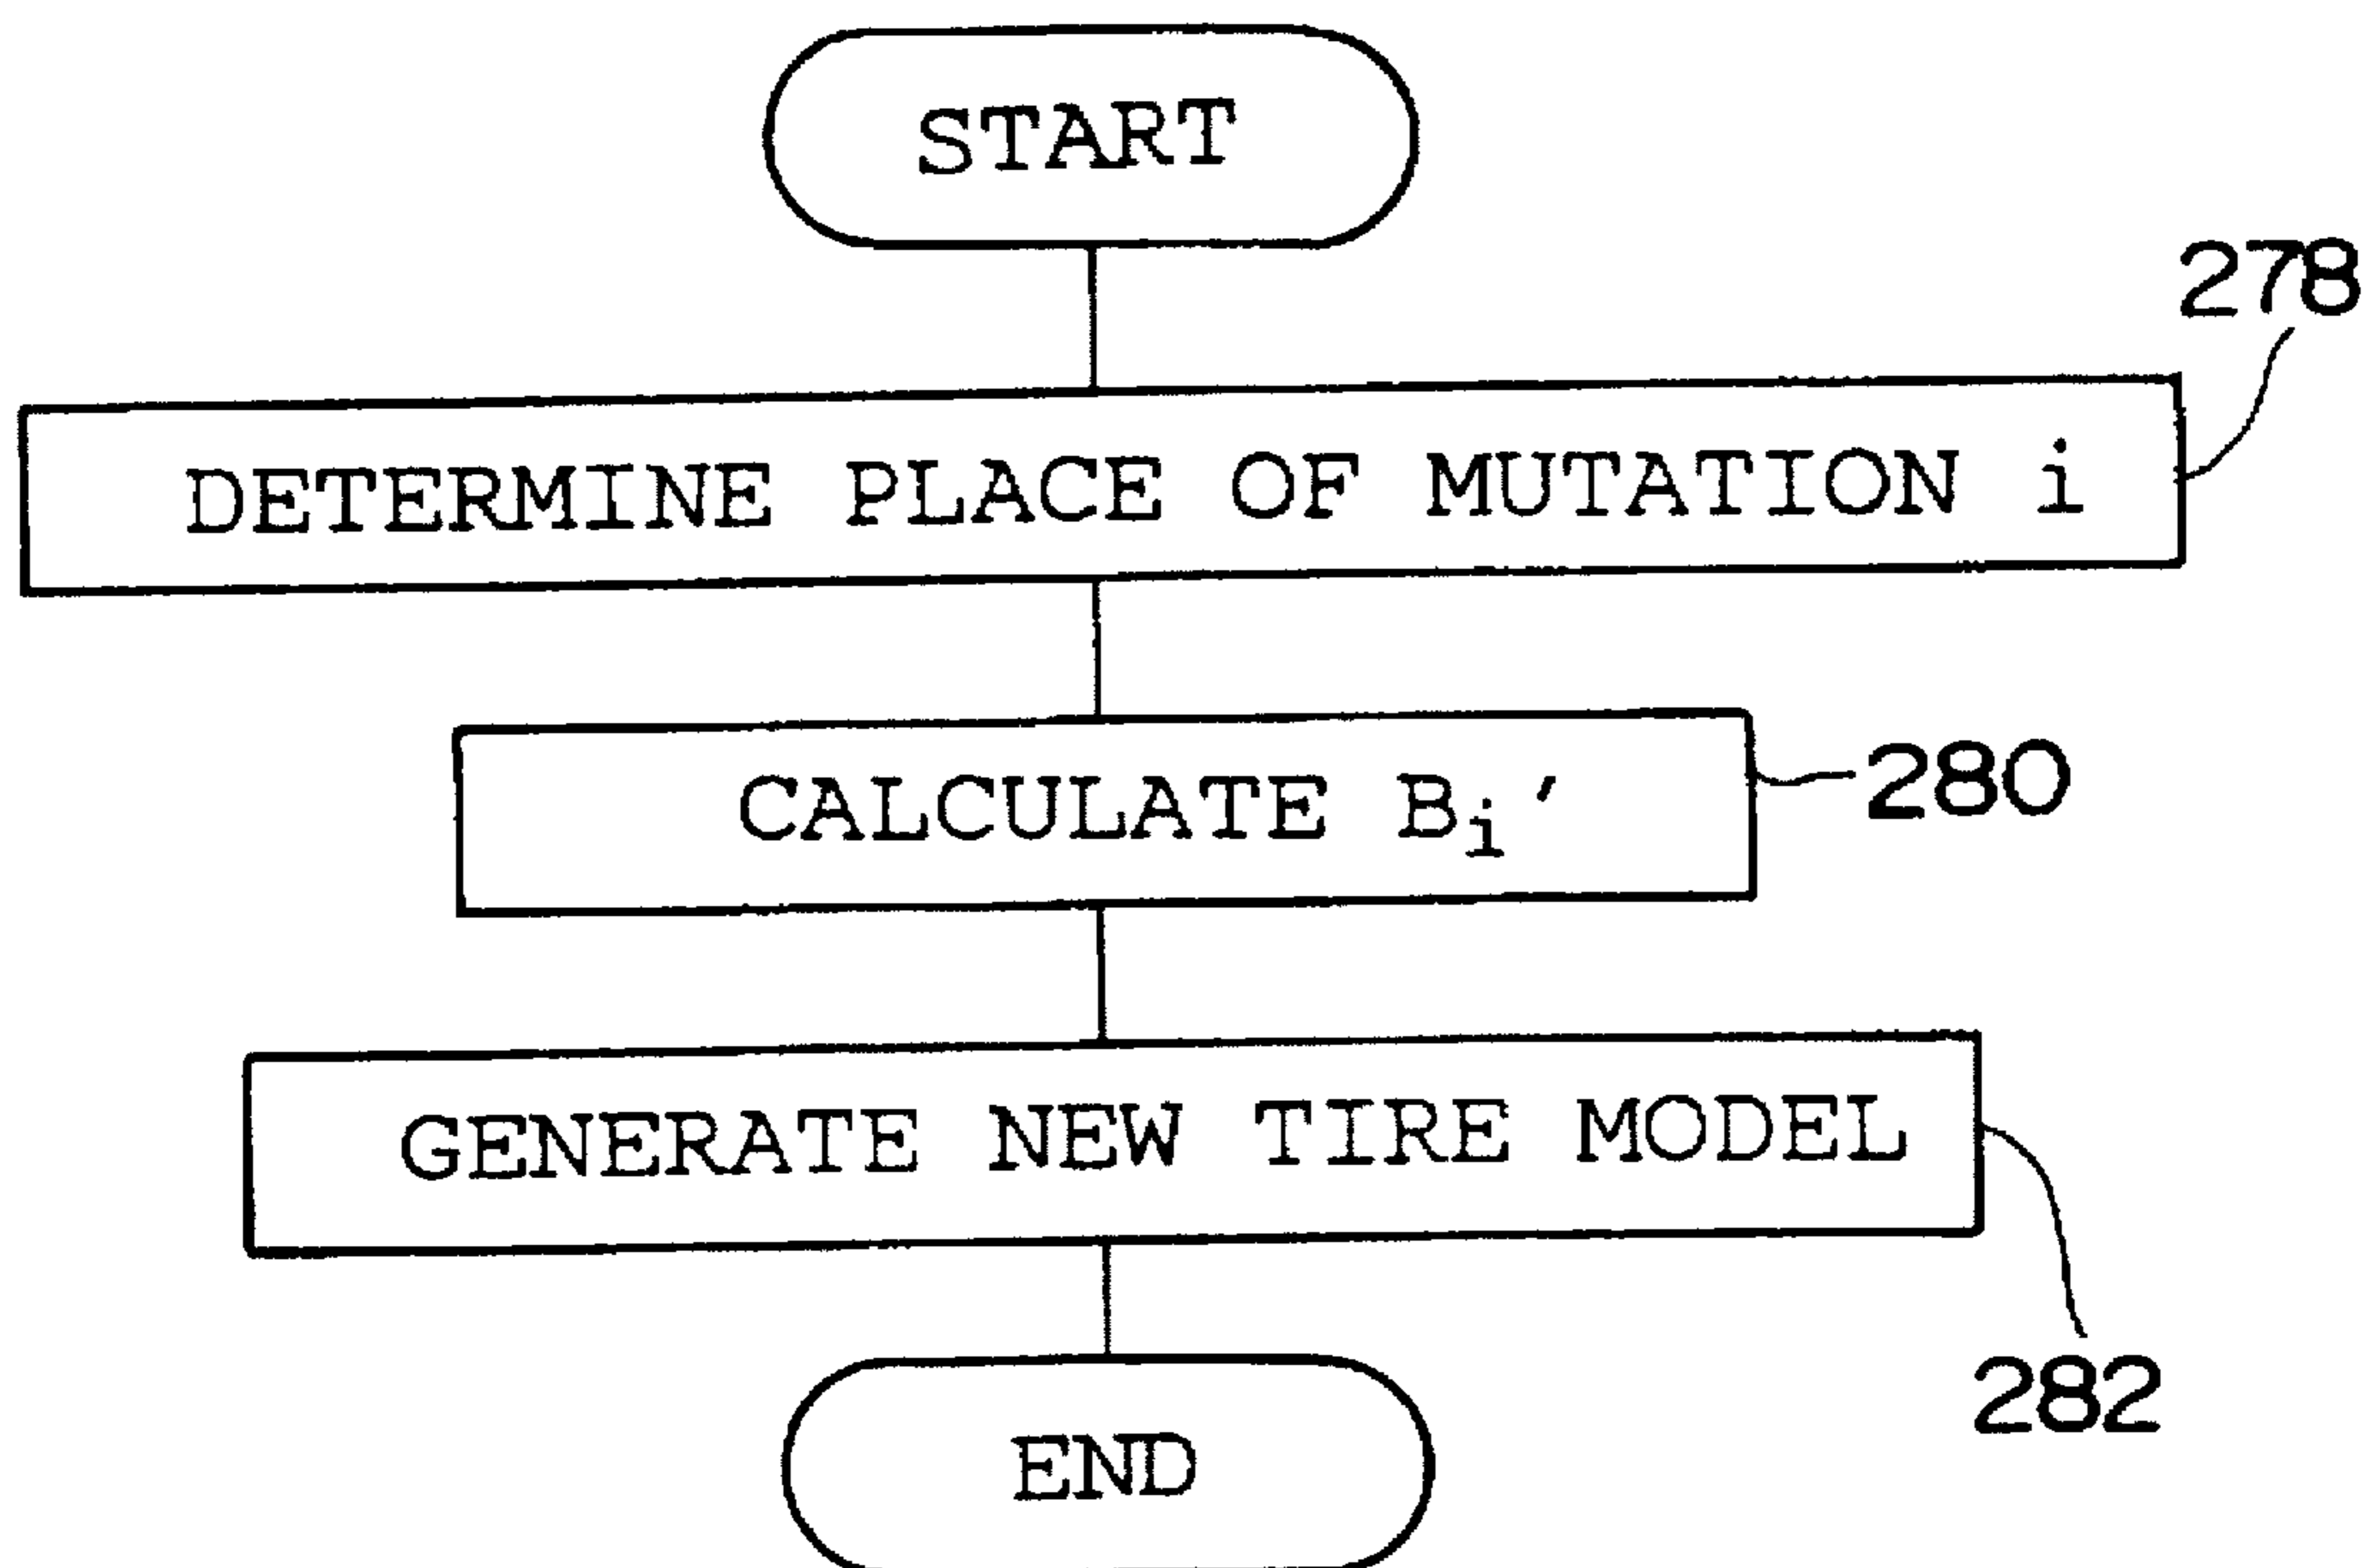 START
278
DETERMINE PLACE OF MUTATION i
CALCULATE Bi'
280
GENERATE NEW TIRE MODEL
282
END